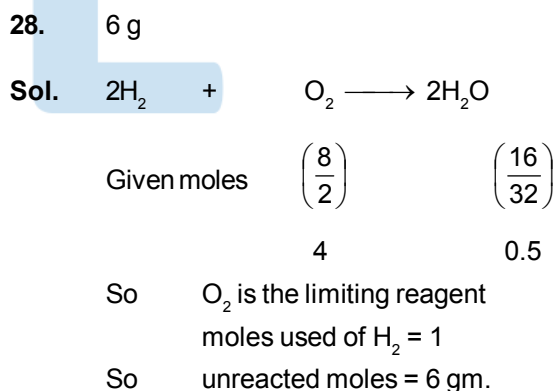 28. 6 g
Sol. 2H₂ + O₂ ⟶ 2H₂O
Given moles (8/2) (16/32)
4 0.5
So O₂ is the limiting reagent
moles used of H₂ = 1
So unreacted moles = 6 gm.